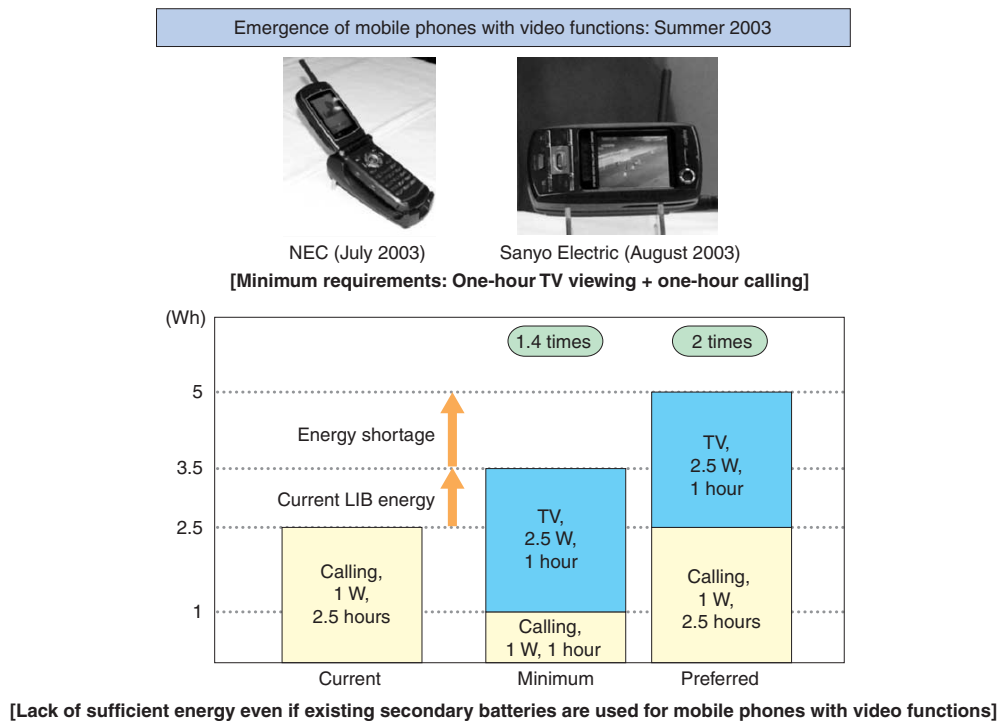 Emergence of mobile phones with video functions: Summer 2003
NEC (July 2003)
Sanyo Electric (August 2003)
[Minimum requirements: One-hour TV viewing + one-hour calling]
(Wh)
1.4 times
2 times
5
Energy shortage
3.5
Current LIB energy
2.5
1
Calling,
1 W,
2.5 hours
TV,
2.5 W,
1 hour
Calling,
1 W, 1 hour
TV,
2.5 W,
1 hour
Calling,
1 W,
2.5 hours
Current
Minimum
Preferred
[Lack of sufficient energy even if existing secondary batteries are used for mobile phones with video functions]